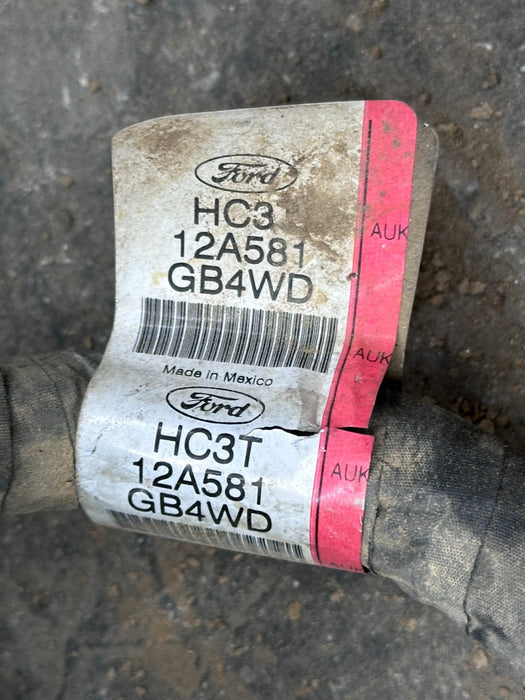 Ford
HC3
12A581
GB4WD
AUK
AUK
Made in Mexico
Ford
HC3T
12A581
GB4WD
AUK